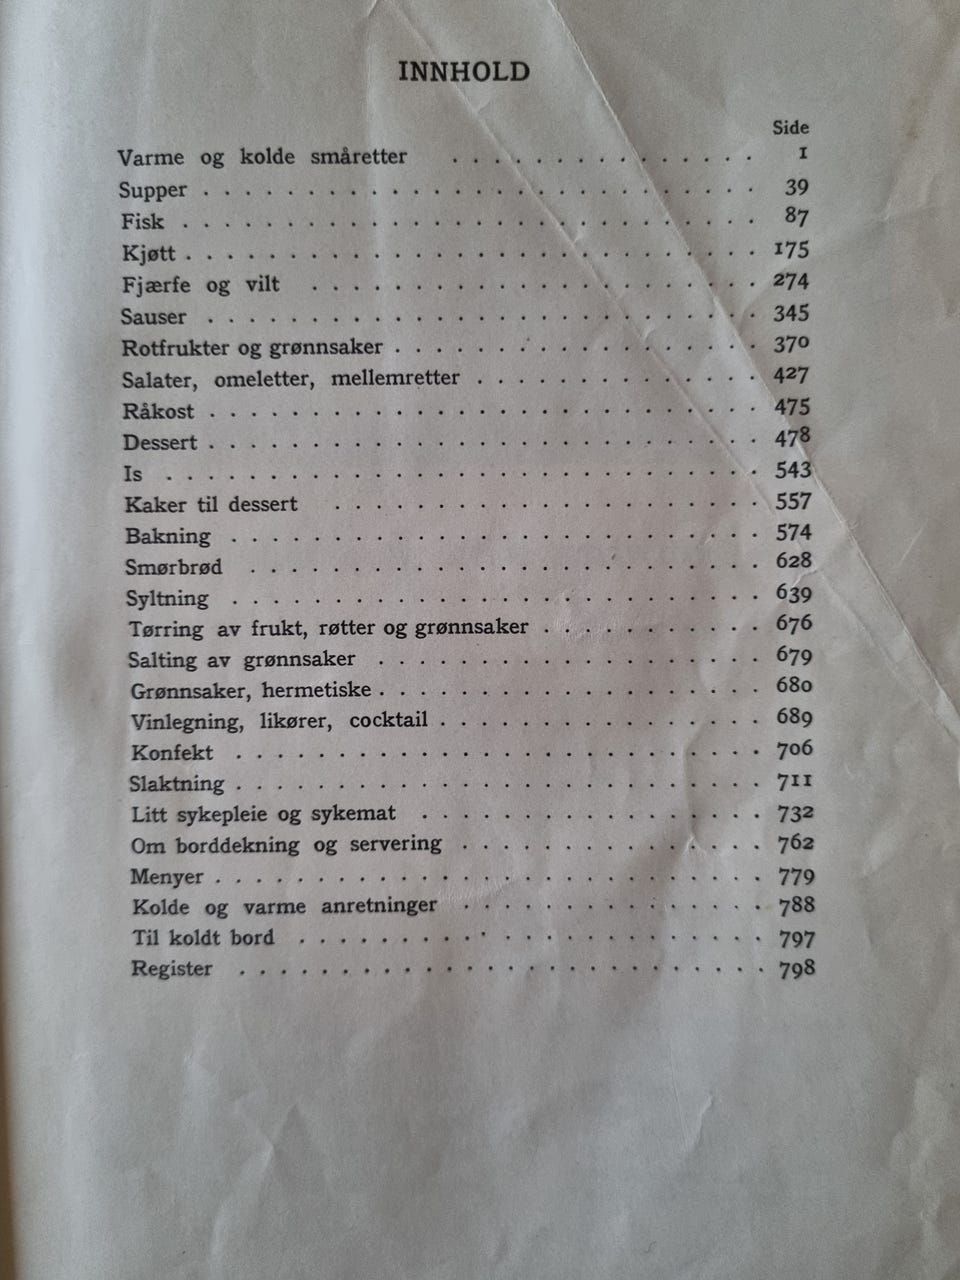 INNHOLD
Side
Varme og kolde småretter . . . . . . . . . . . . . . . 1
Supper . . . . . . . . . . . . . . . . . . . . . . . . . . . 39
Fisk . . . . . . . . . . . . . . . . . . . . . . . . . . . . 87
Kjøtt . . . . . . . . . . . . . . . . . . . . . . . . . . . . 175
Fjærfe og vilt . . . . . . . . . . . . . . . . . . . . . . 274
Sauser . . . . . . . . . . . . . . . . . . . . . . . . . . . 345
Rotfrukter og grønnsaker . . . . . . . . . . . . . . . . . . 370
Salater, omeletter, mellemretter . . . . . . . . . . . . . . 427
Råkost . . . . . . . . . . . . . . . . . . . . . . . . . . . 475
Dessert . . . . . . . . . . . . . . . . . . . . . . . . . . . 478
Is . . . . . . . . . . . . . . . . . . . . . . . . . . . . . 543
Kaker til dessert . . . . . . . . . . . . . . . . . . . . . 557
Bakning . . . . . . . . . . . . . . . . . . . . . . . . . . 574
Smørbrød . . . . . . . . . . . . . . . . . . . . . . . . . 628
Syltning . . . . . . . . . . . . . . . . . . . . . . . . . . 639
Tørring av frukt, røtter og grønnsaker . . . . . . . . . . . 676
Salting av grønnsaker . . . . . . . . . . . . . . . . . . . 679
Grønnsaker, hermetiske . . . . . . . . . . . . . . . . . . . 680
Vinlegning, likører, cocktail . . . . . . . . . . . . . . . . 689
Konfekt . . . . . . . . . . . . . . . . . . . . . . . . . . 706
Slaktning . . . . . . . . . . . . . . . . . . . . . . . . . . 711
Litt sykepleie og sykemat . . . . . . . . . . . . . . . . . 732
Om borddekning og servering . . . . . . . . . . . . . . . 762
Menyer . . . . . . . . . . . . . . . . . . . . . . . . . . . 779
Kolde og varme anretninger . . . . . . . . . . . . . . . 788
Til koldt bord . . . . . . . . . . . . . . . . . . . . . . . 797
Register . . . . . . . . . . . . . . . . . . . . . . . . . . 798